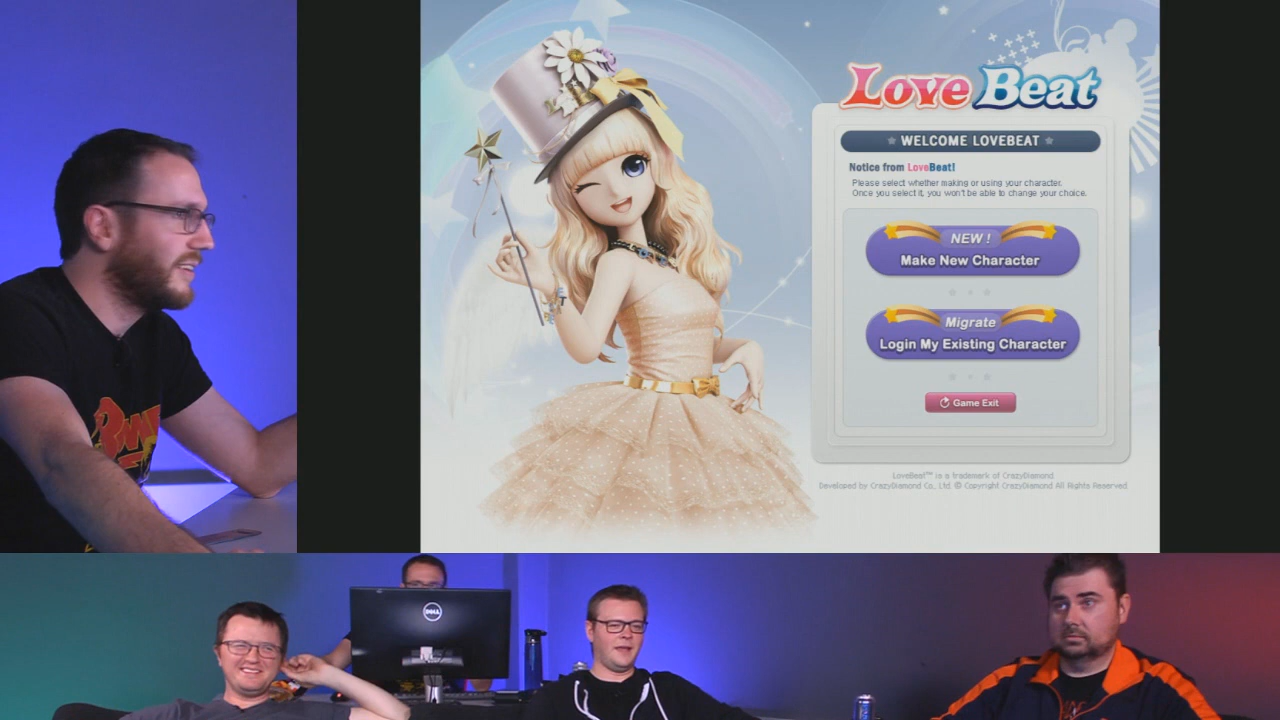 Love Beat
WELCOME LOVEBEAT
Notice from LoveBeat!
Please select whether making or using your character.
Once you select it, you won't be able to change your choice.
NEW!
Make New Character
Migrate
Login My Existing Character
Game Exit
LoveBeat™ is a trademark of CrazyDiamond
Developed by CrazyDiamond Co., Ltd. © Copyright CrazyDiamond All Rights Reserved.
DELL